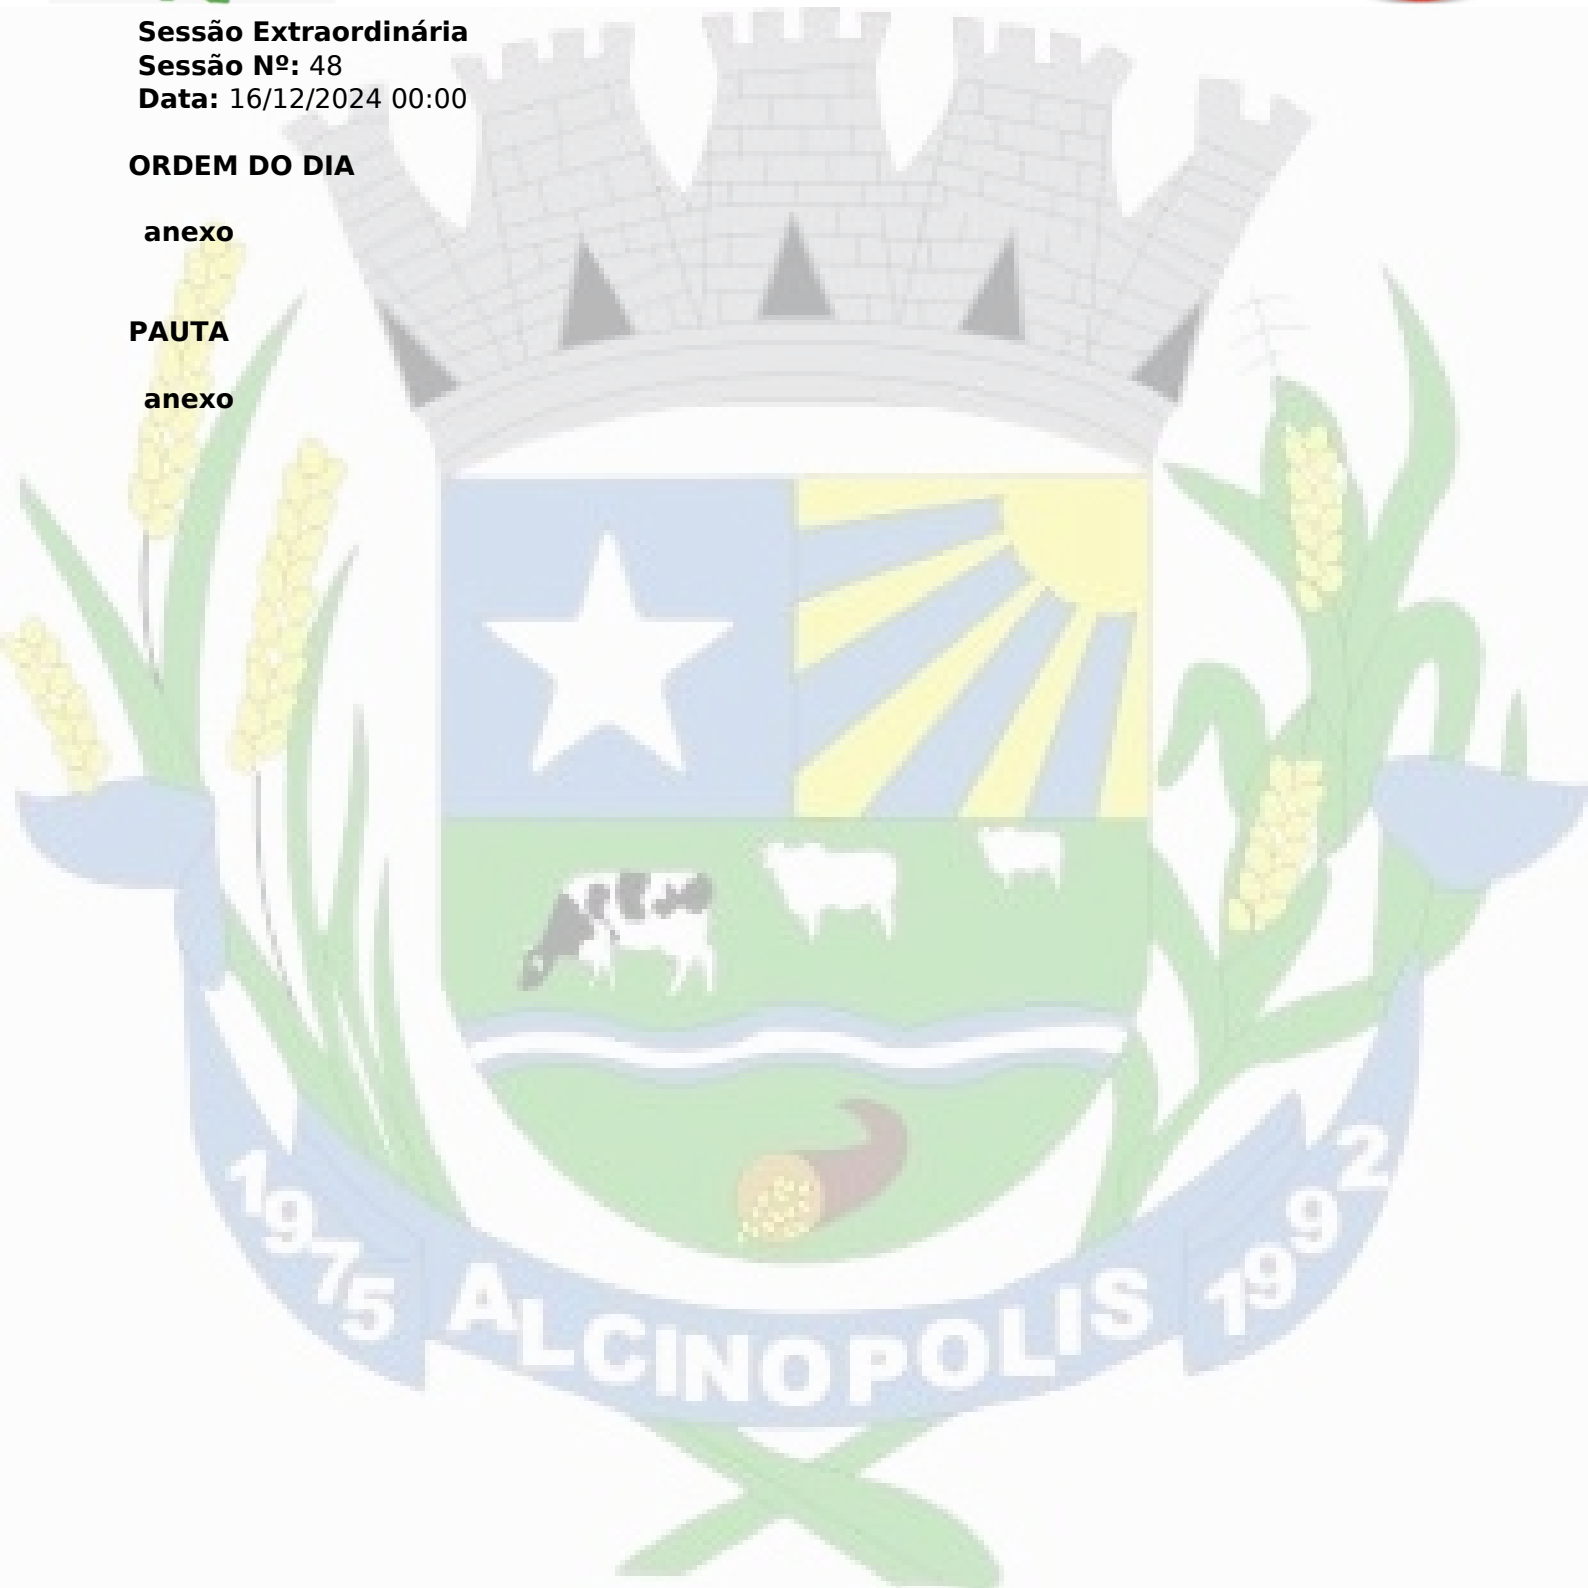 Sessão Extraordinária
Sessão Nº: 48
Data: 16/12/2024 00:00
ORDEM DO DIA
anexo
PAUTA
anexo
1975 ALCINOPOLIS 1992